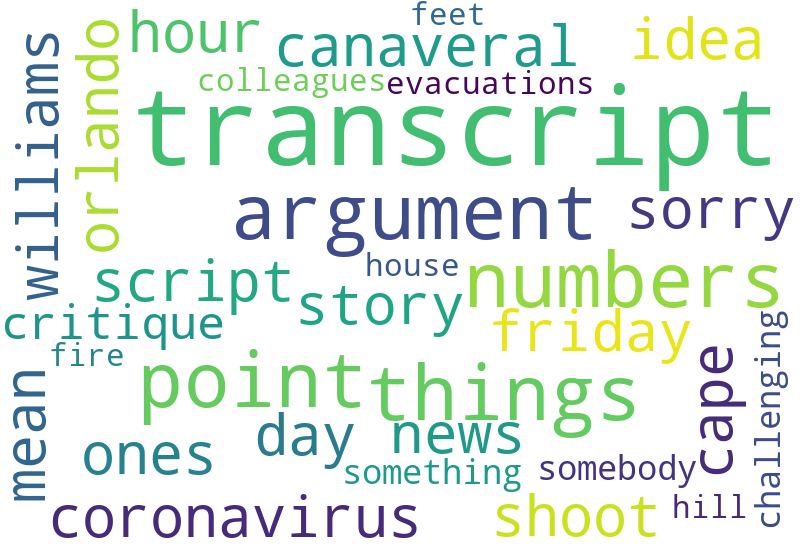 feet
hour
canaveral
idea
williams
orlando
colleagues
evacuations
transcript
argument
sorry
house
script
numbers
story
critique
friday
fire
point
things
challenging
mean
cape
day
news
ones
something
somebody
coronavirus
shoot
hill